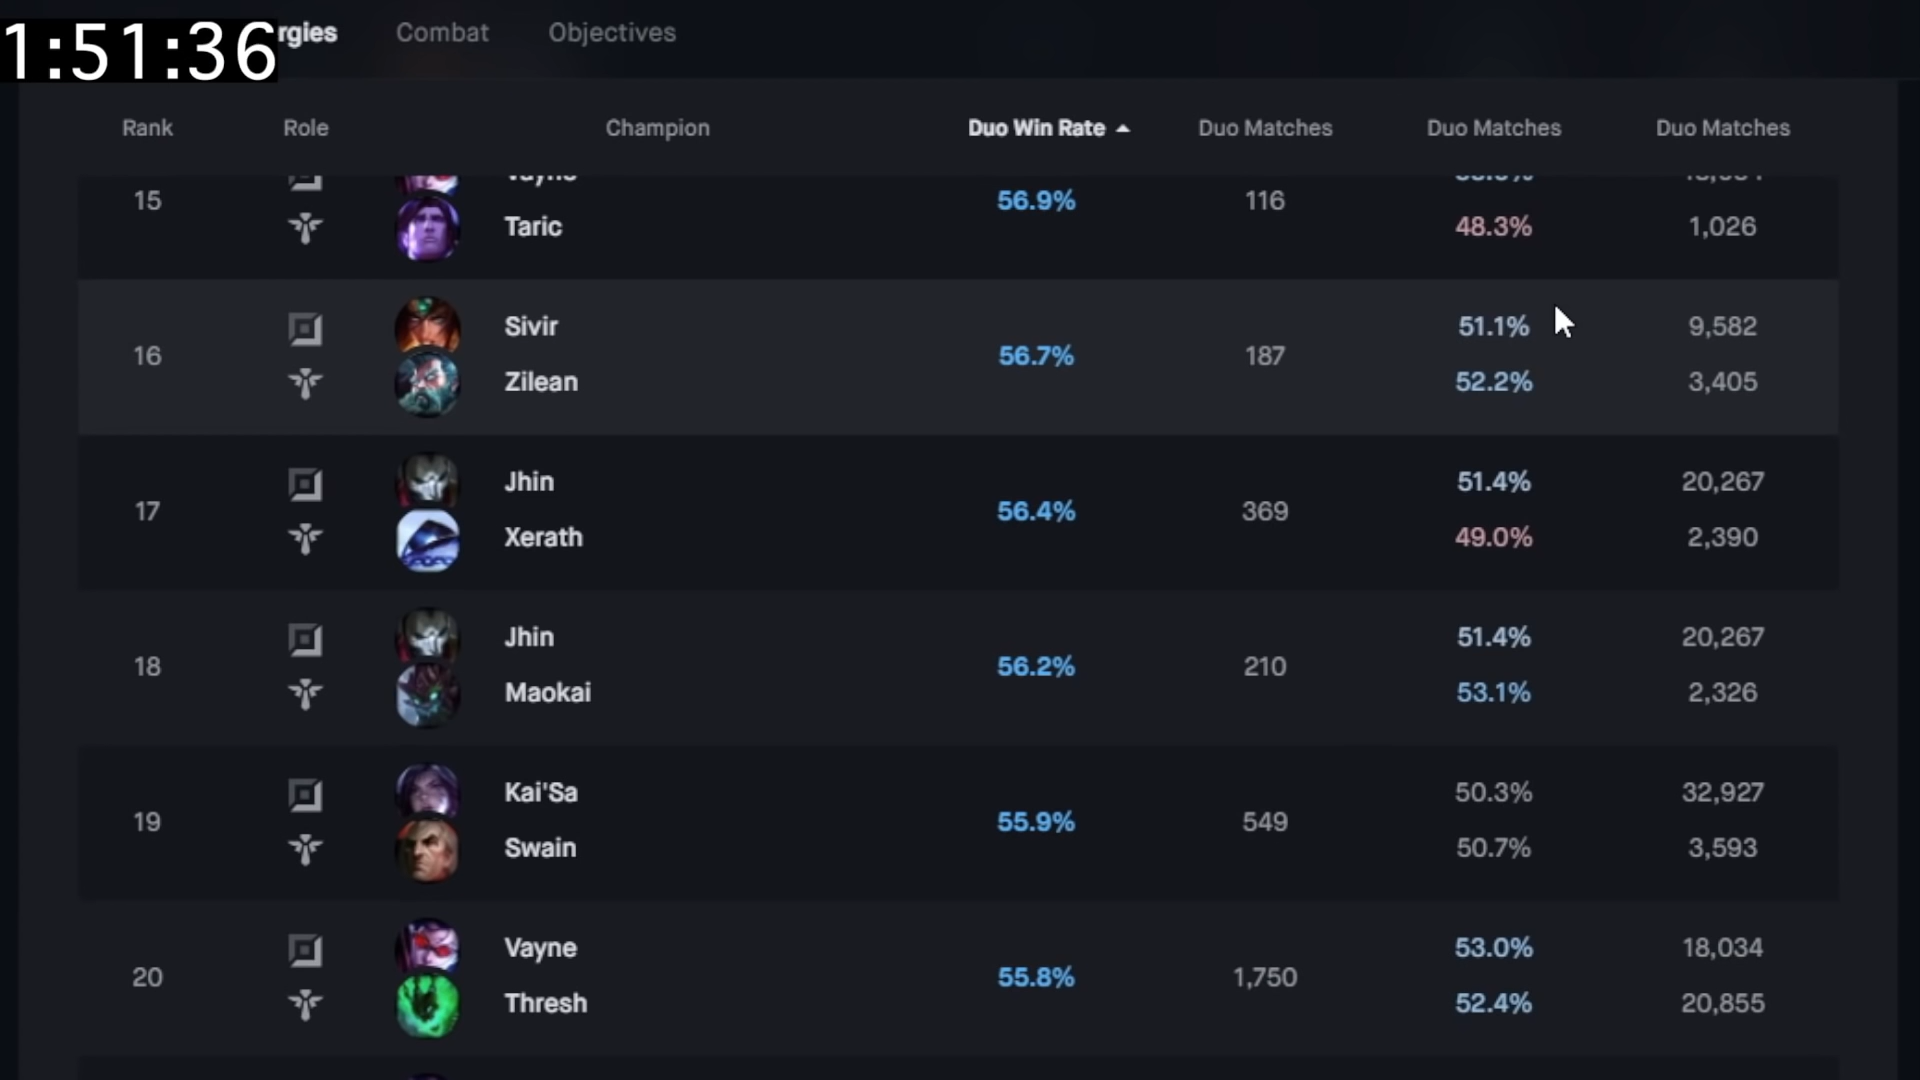 1:51:36
rgies Combat Objectives
Rank Role Champion Duo Win Rate Duo Matches Duo Matches Duo Matches
15 56.9% 116
Taric 48.3% 1,026
Sivir 51.1% 9,582
16 56.7% 187
Zilean 52.2% 3,405
Jhin 51.4% 20,267
17 56.4% 369
Xerath 49.0% 2,390
Jhin 51.4% 20,267
18 56.2% 210
Maokai 53.1% 2,326
Kai'Sa 50.3% 32,927
19 55.9% 549
Swain 50.7% 3,593
Vayne 53.0% 18,034
20 55.8% 1,750
Thresh 52.4% 20,855